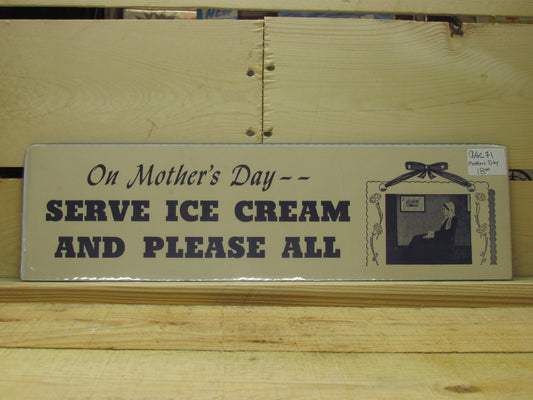 On Mother's Day--
SERVE ICE CREAM
AND PLEASE ALL
Mothers Day